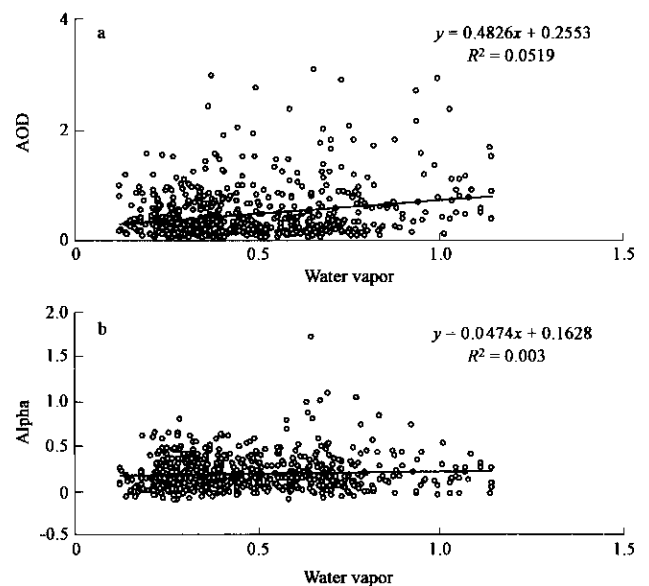 4
a
y = 0.4826x + 0.2553
R² = 0.0519
2
AOD
0
0 0.5 1.0 1.5
Water vapor
2.0
b
y = 0.0474x + 0.1628
1.5
R² = 0.003
1.0
Alpha
0.5
0
-0.5
0 0.5 1.0 1.5
Water vapor